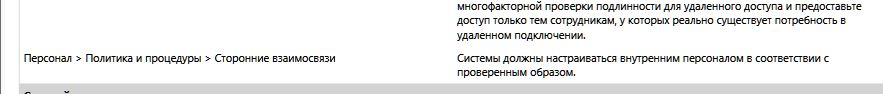 многофакторной проверки подлинности для удаленного доступа и предоставьте
доступ только тем сотрудникам, у которых реально существует потребность в
удаленном подключении.
Персонал > Политика и процедуры > Сторонние взаимосвязи
Системы должны настраиваться внутренним персоналом в соответствии с
проверенным образом.